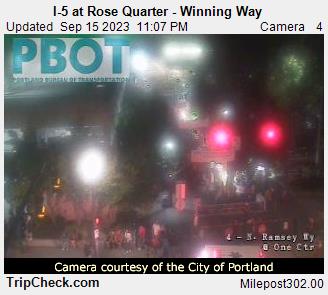 I-5 at Rose Quarter - Winning Way
Updated Sep 15 2023 11:07 PM Camera 4
PBOT
PORTLAND BUREAU OF TRANSPORTATION
4 - N. Ramsey Wy
@ One Ctr
Camera courtesy of the City of Portland
TripCheck.com Milepost302.00